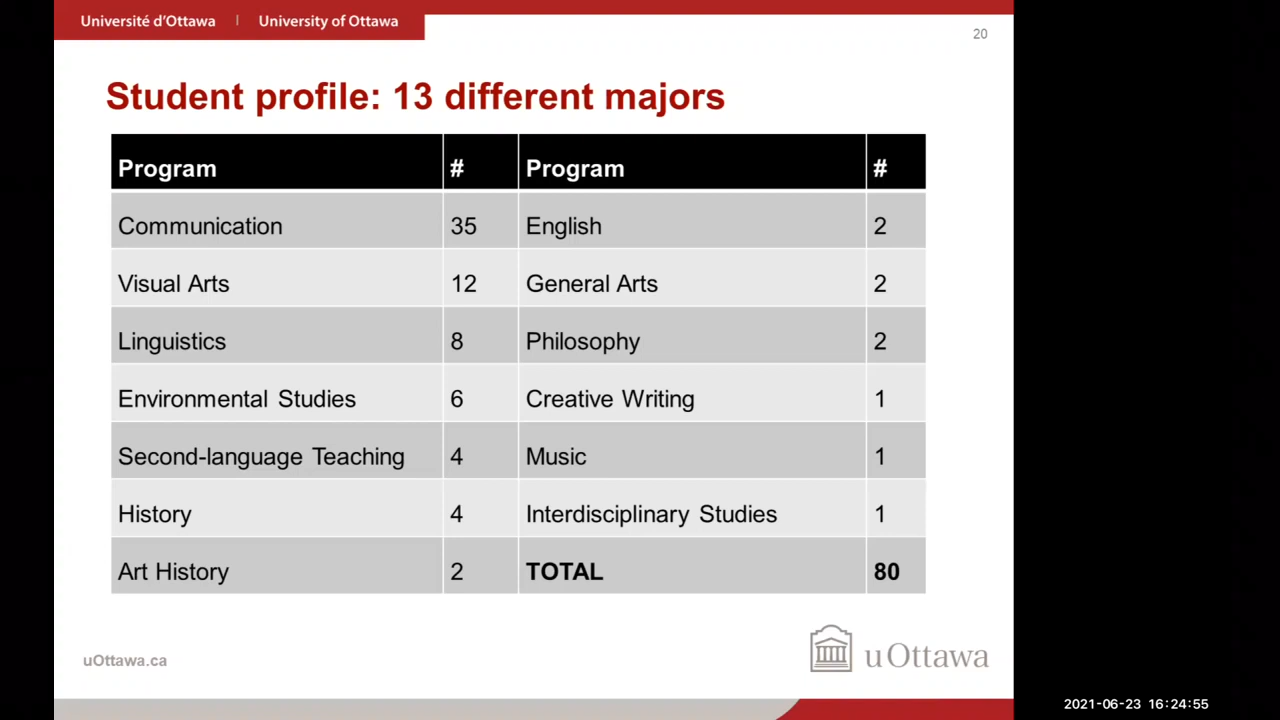 Université d'Ottawa | University of Ottawa
20
Student profile: 13 different majors
Program # Program #
Communication 35 English 2
Visual Arts 12 General Arts 2
Linguistics 8 Philosophy 2
Environmental Studies 6 Creative Writing 1
Second-language Teaching 4 Music 1
History 4 Interdisciplinary Studies 1
Art History 2 TOTAL 80
uOttawa.ca
uOttawa
2021-06-23 16:24:55